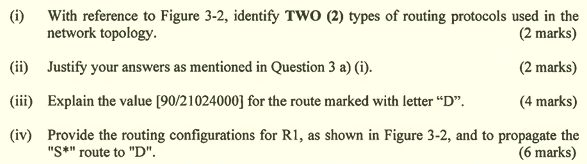 (i) With reference to Figure 3-2, identify TWO (2) types of routing protocols used in the
network topology. (2 marks)
(ii) Justify your answers as mentioned in Question 3 a) (i). (2 marks)
(iii) Explain the value [90/21024000] for the route marked with letter “D”. (4 marks)
(iv) Provide the routing configurations for R1, as shown in Figure 3-2, and to propagate the
"S*" route to "D". (6 marks)